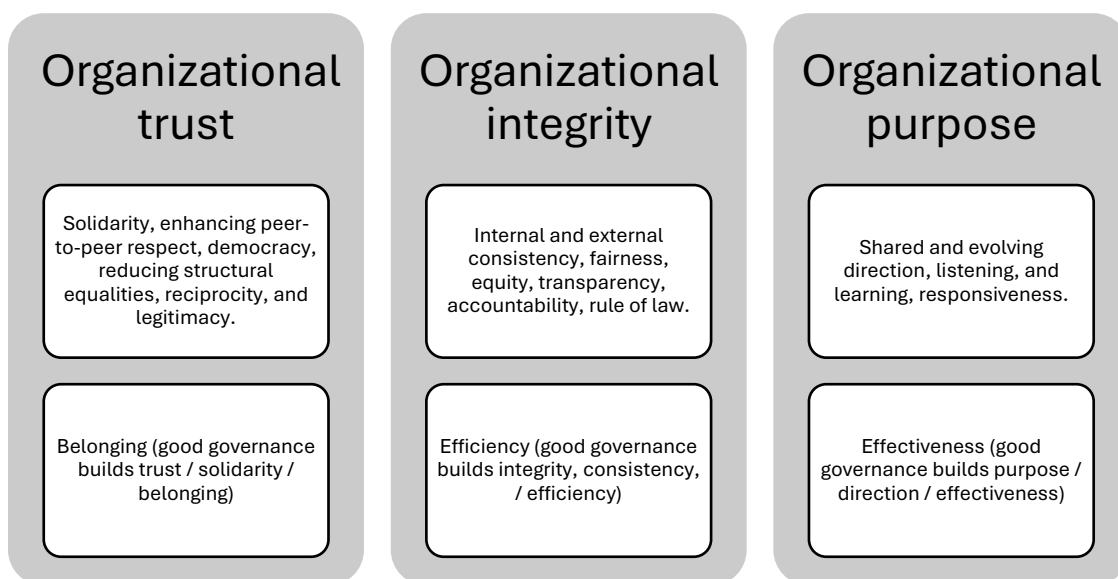 Organizational
trust
Solidarity, enhancing peer-
to-peer respect, democracy,
reducing structural
equalities, reciprocity, and
legitimacy.
Belonging (good governance
builds trust / solidarity /
belonging)
Organizational
integrity
Internal and external
consistency, fairness,
equity, transparency,
accountability, rule of law.
Efficiency (good governance
builds integrity, consistency,
/ efficiency)
Organizational
purpose
Shared and evolving
direction, listening, and
learning, responsiveness.
Effectiveness (good
governance builds purpose /
direction / effectiveness)